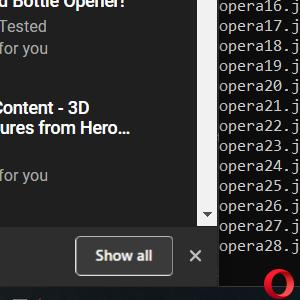 d Bottle Opener!
Tested
for you
Content - 3D
ures from Hero...
for you
Show all
opera16.j
opera17.j
opera18.j
opera19.j
opera20.j
opera21.j
opera22.j
opera23.j
opera24.j
opera25.j
opera26.j
opera27.j
opera28.j